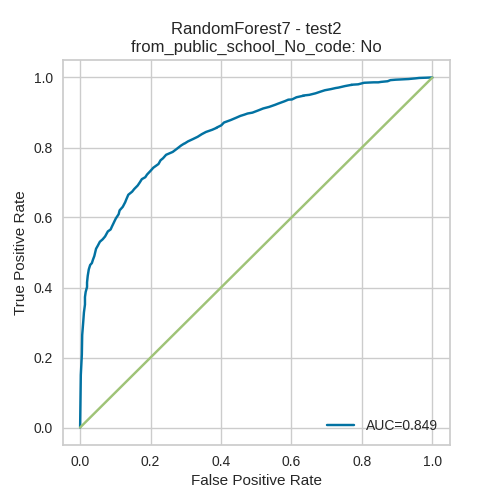 RandomForest7 - test2
from_public_school_No_code: No
True Positive Rate
1.0
0.8
0.6
0.4
0.2
0.0
AUC=0.849
0.0 0.2 0.4 0.6 0.8 1.0
False Positive Rate